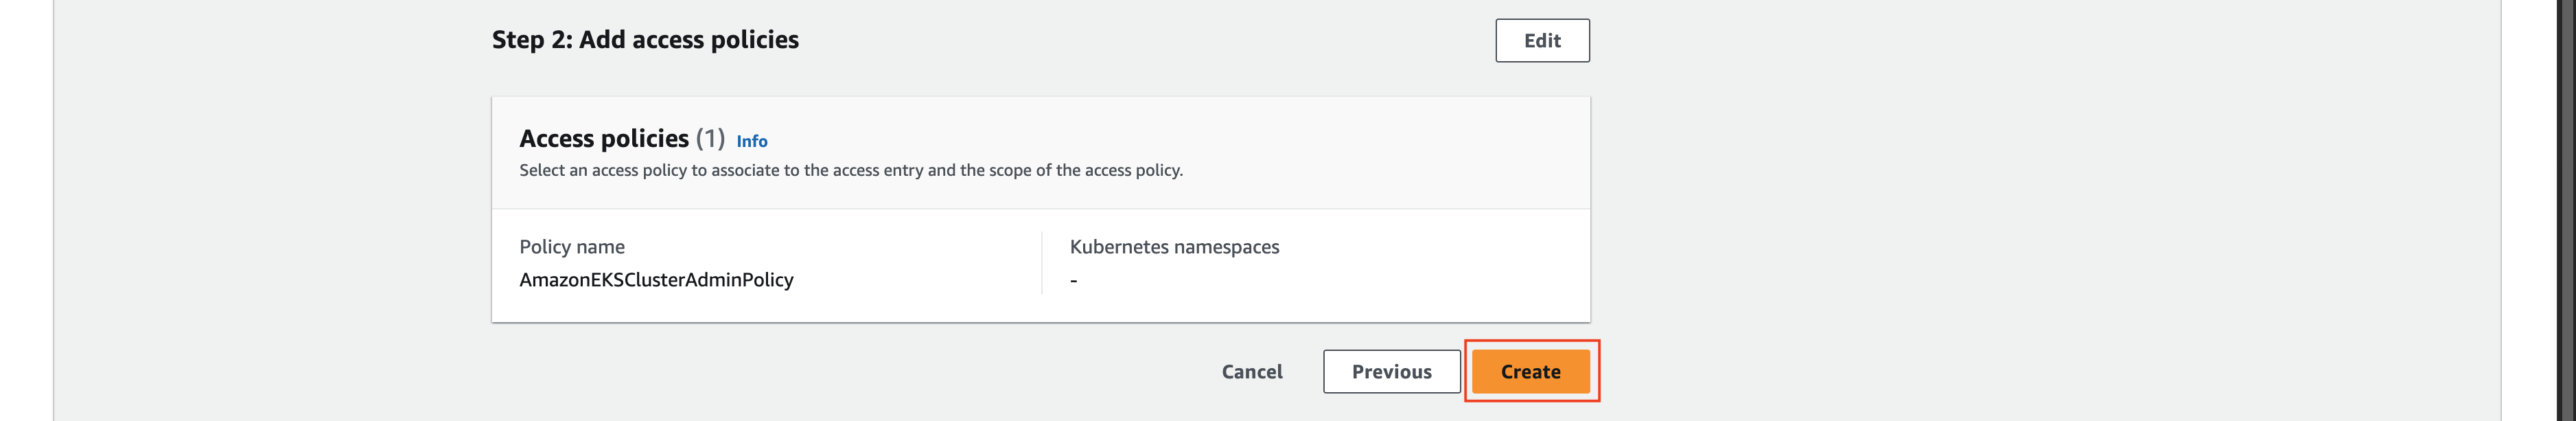 Step 2: Add access policies
Edit
Access policies (1) Info
Select an access policy to associate to the access entry and the scope of the access policy.
Policy name
AmazonEKSClusterAdminPolicy
Kubernetes namespaces
-
Cancel
Previous
Create